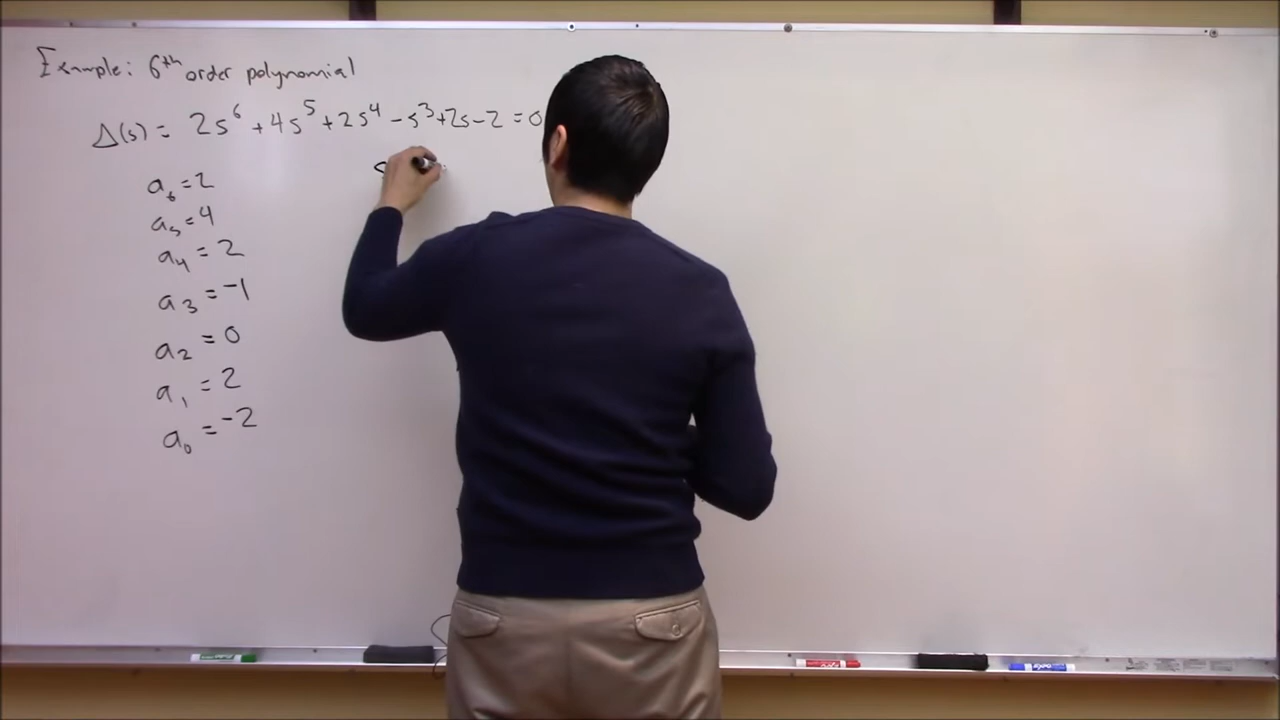 Example: 6th order polynomial
Δ(s) = 2s⁶ + 4s⁵ + 2s⁴ - s³ + 2s - 2 = 0
a₆ = 2
a₅ = 4
a₄ = 2
a₃ = -1
a₂ = 0
a₁ = 2
a₀ = -2